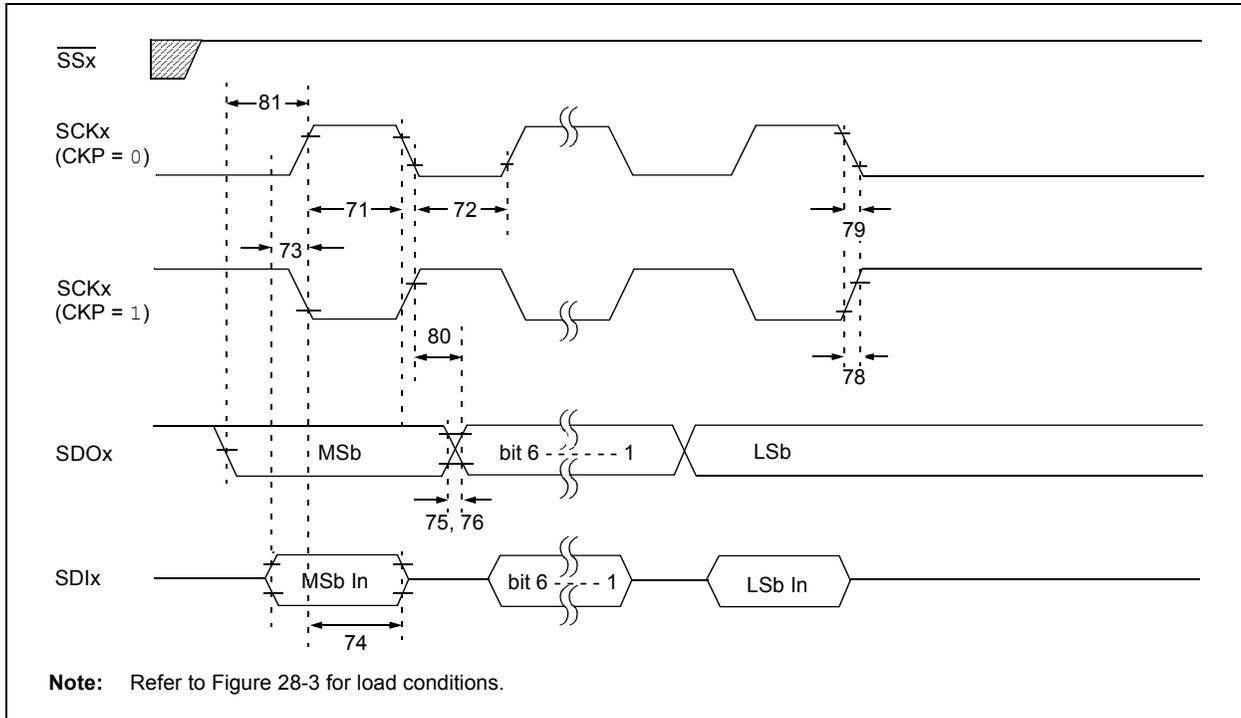 SSx
81
SCKx
(CKP = 0)
71
72
79
73
SCKx
(CKP = 1)
80
78
SDOx
MSb
bit 6 - - - - - - 1
LSb
75, 76
SDIx
MSb In
bit 6 - - - - - 1
LSb In
74
Note: Refer to Figure 28-3 for load conditions.